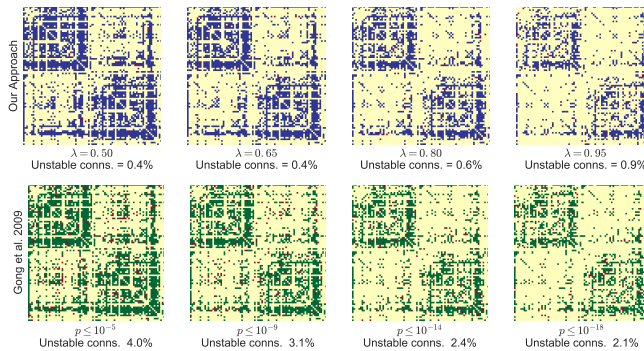 Our Approach
λ = 0.50
Unstable conns. = 0.4%
λ = 0.65
Unstable conns. = 0.4%
λ = 0.80
Unstable conns. = 0.6%
λ = 0.95
Unstable conns. = 0.9%
Gong et al. 2009
p ≤ 10⁻⁵
Unstable conns. 4.0%
p ≤ 10⁻⁹
Unstable conns. 3.1%
p ≤ 10⁻¹⁴
Unstable conns. 2.4%
p ≤ 10⁻¹⁸
Unstable conns. 2.1%